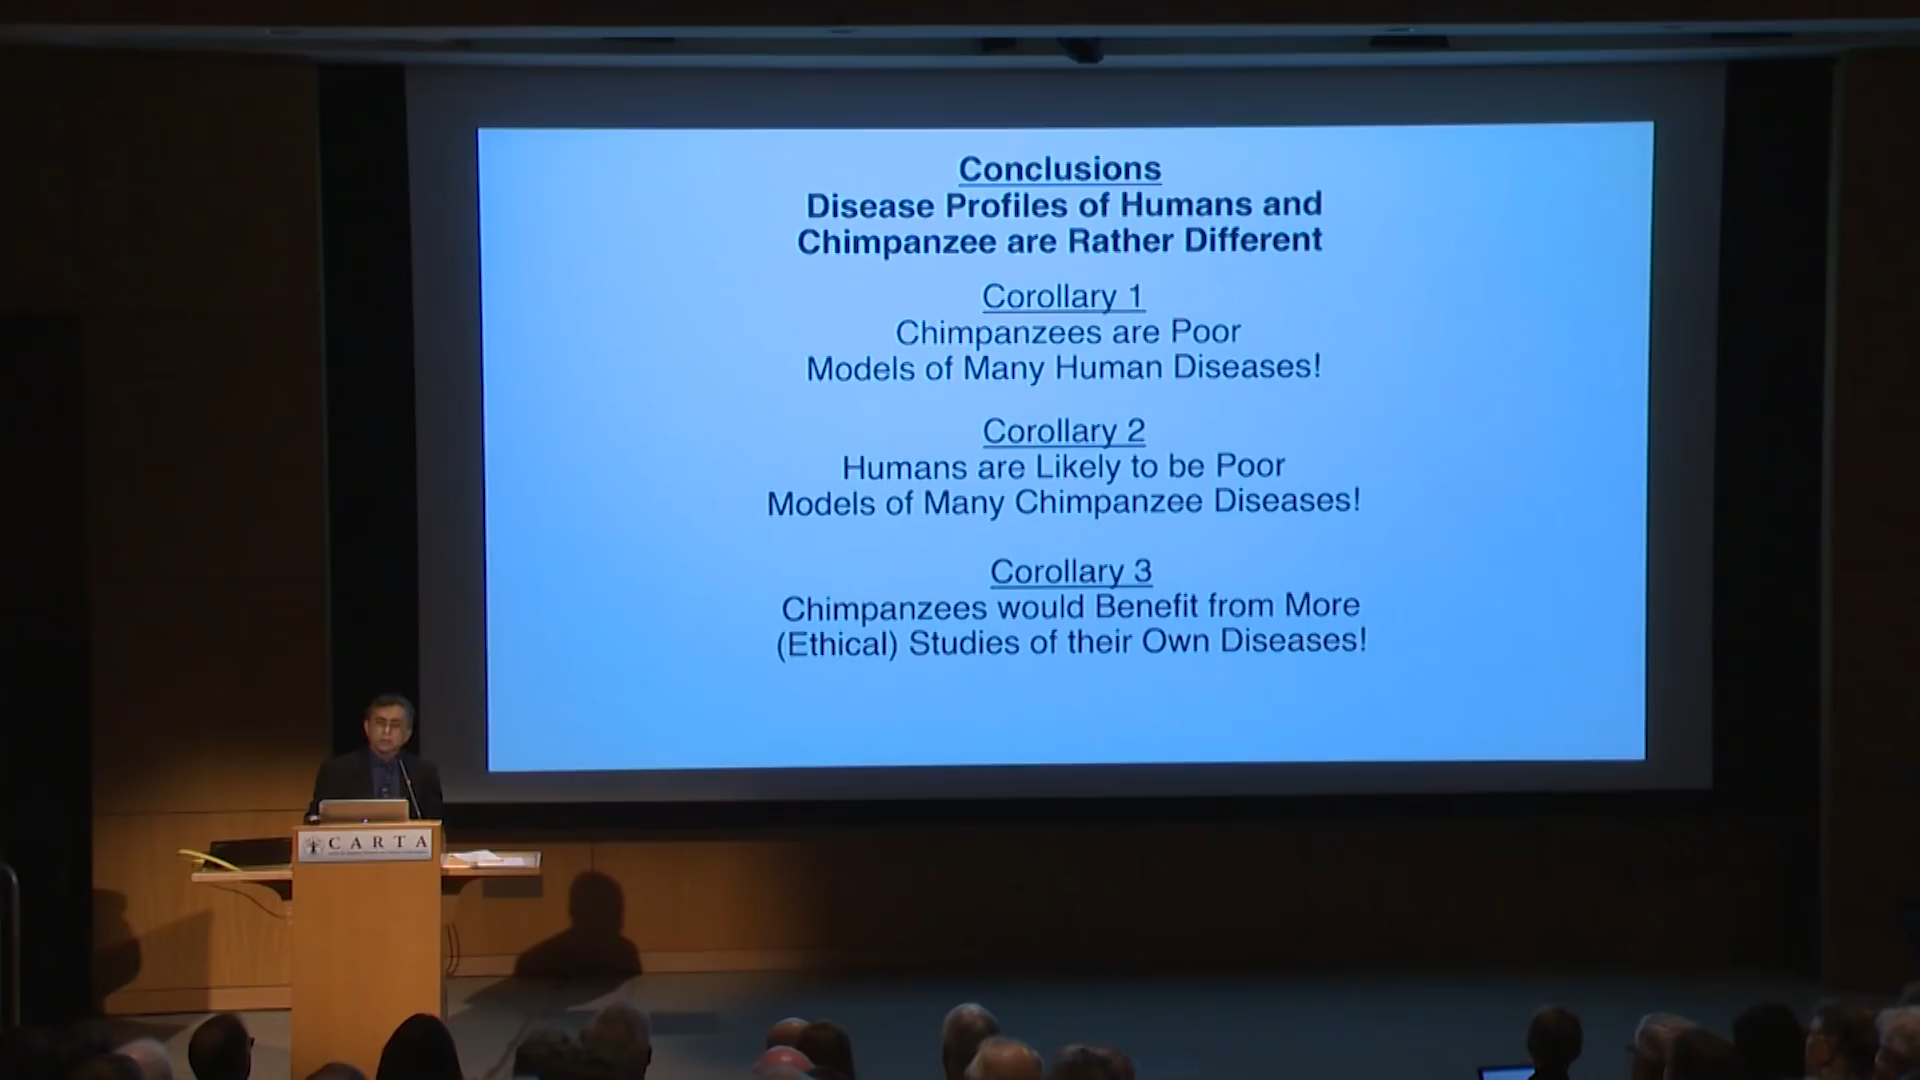 Conclusions
Disease Profiles of Humans and
Chimpanzee are Rather Different
Corollary 1
Chimpanzees are Poor
Models of Many Human Diseases!
Corollary 2
Humans are Likely to be Poor
Models of Many Chimpanzee Diseases!
Corollary 3
Chimpanzees would Benefit from More
(Ethical) Studies of their Own Diseases!
CARTA